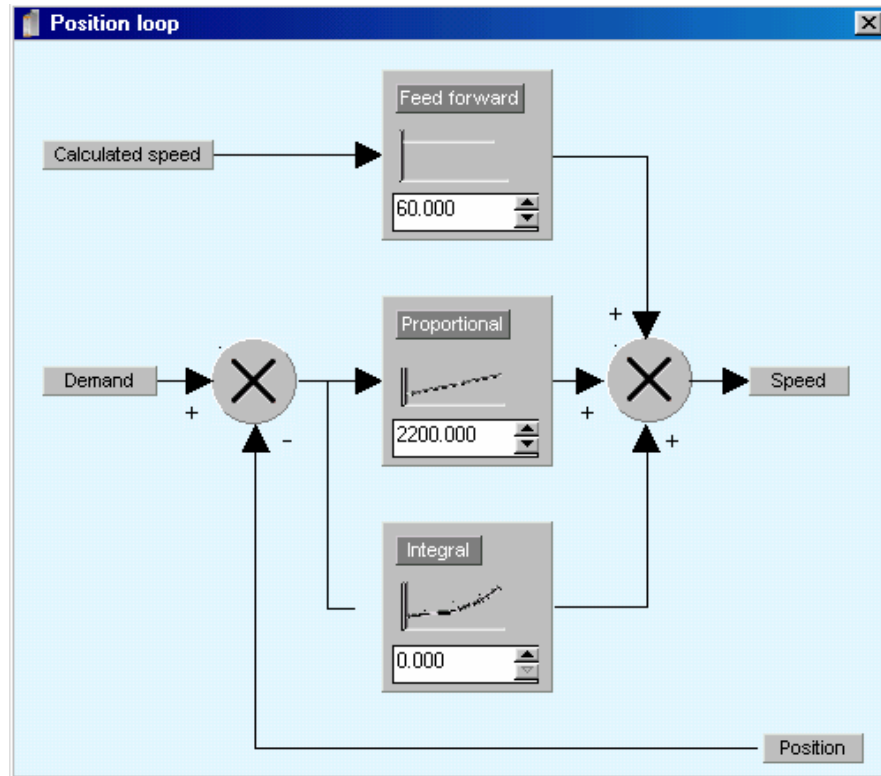 Position loop
Feed forward
Calculated speed
60.000
+
Proportional
Demand
Speed
+
+
2200.000
-
+
Integral
0.000
Position